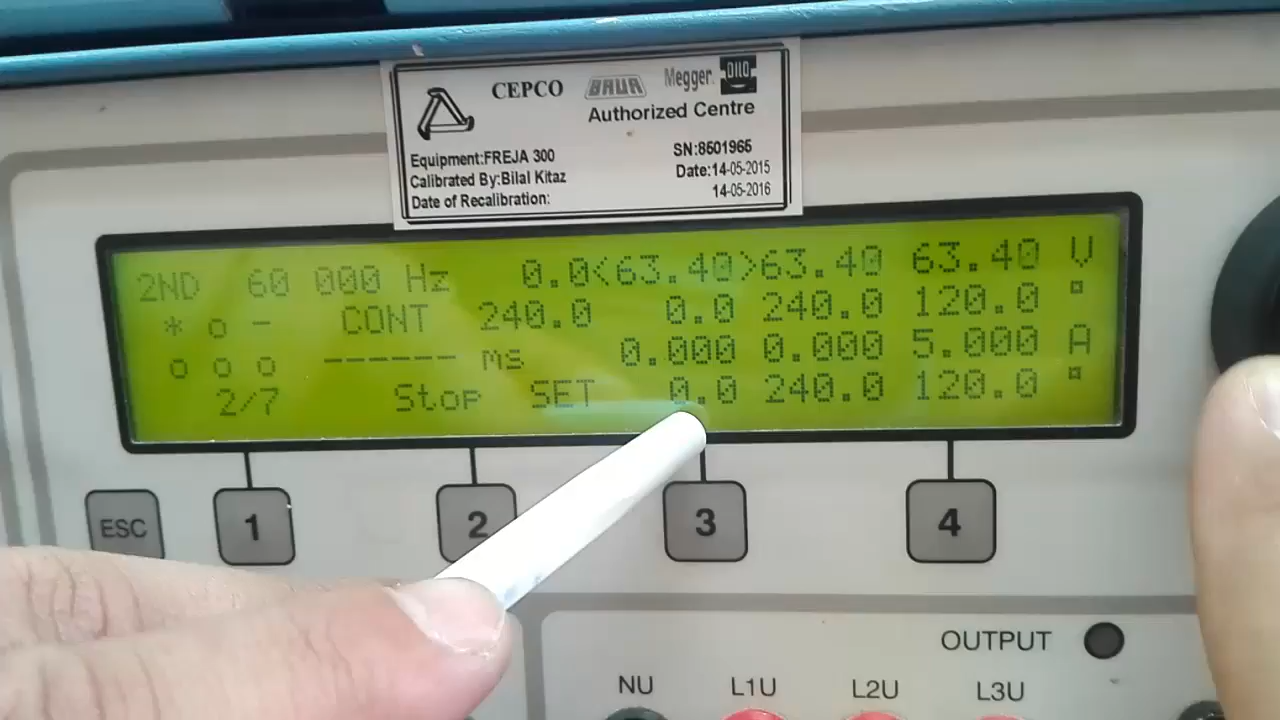 CEPCO BAUR Megger. DILO
Authorized Centre
Equipment:FREJA 300 SN:8601965
Calibrated By:Bilal Kitaz Date:14-05-2015
Date of Recalibration: 14-05-2016
2ND 60 000 Hz 0.0<63.40>63.40 63.40 V
* o - CONT 240.0 0.0 240.0 120.0 °
o o o ------ ms 0.000 0.000 5.000 A
2/7 Stop SET 0.0 240.0 120.0 °
ESC 1 2 3 4
OUTPUT
NU L1U L2U L3U